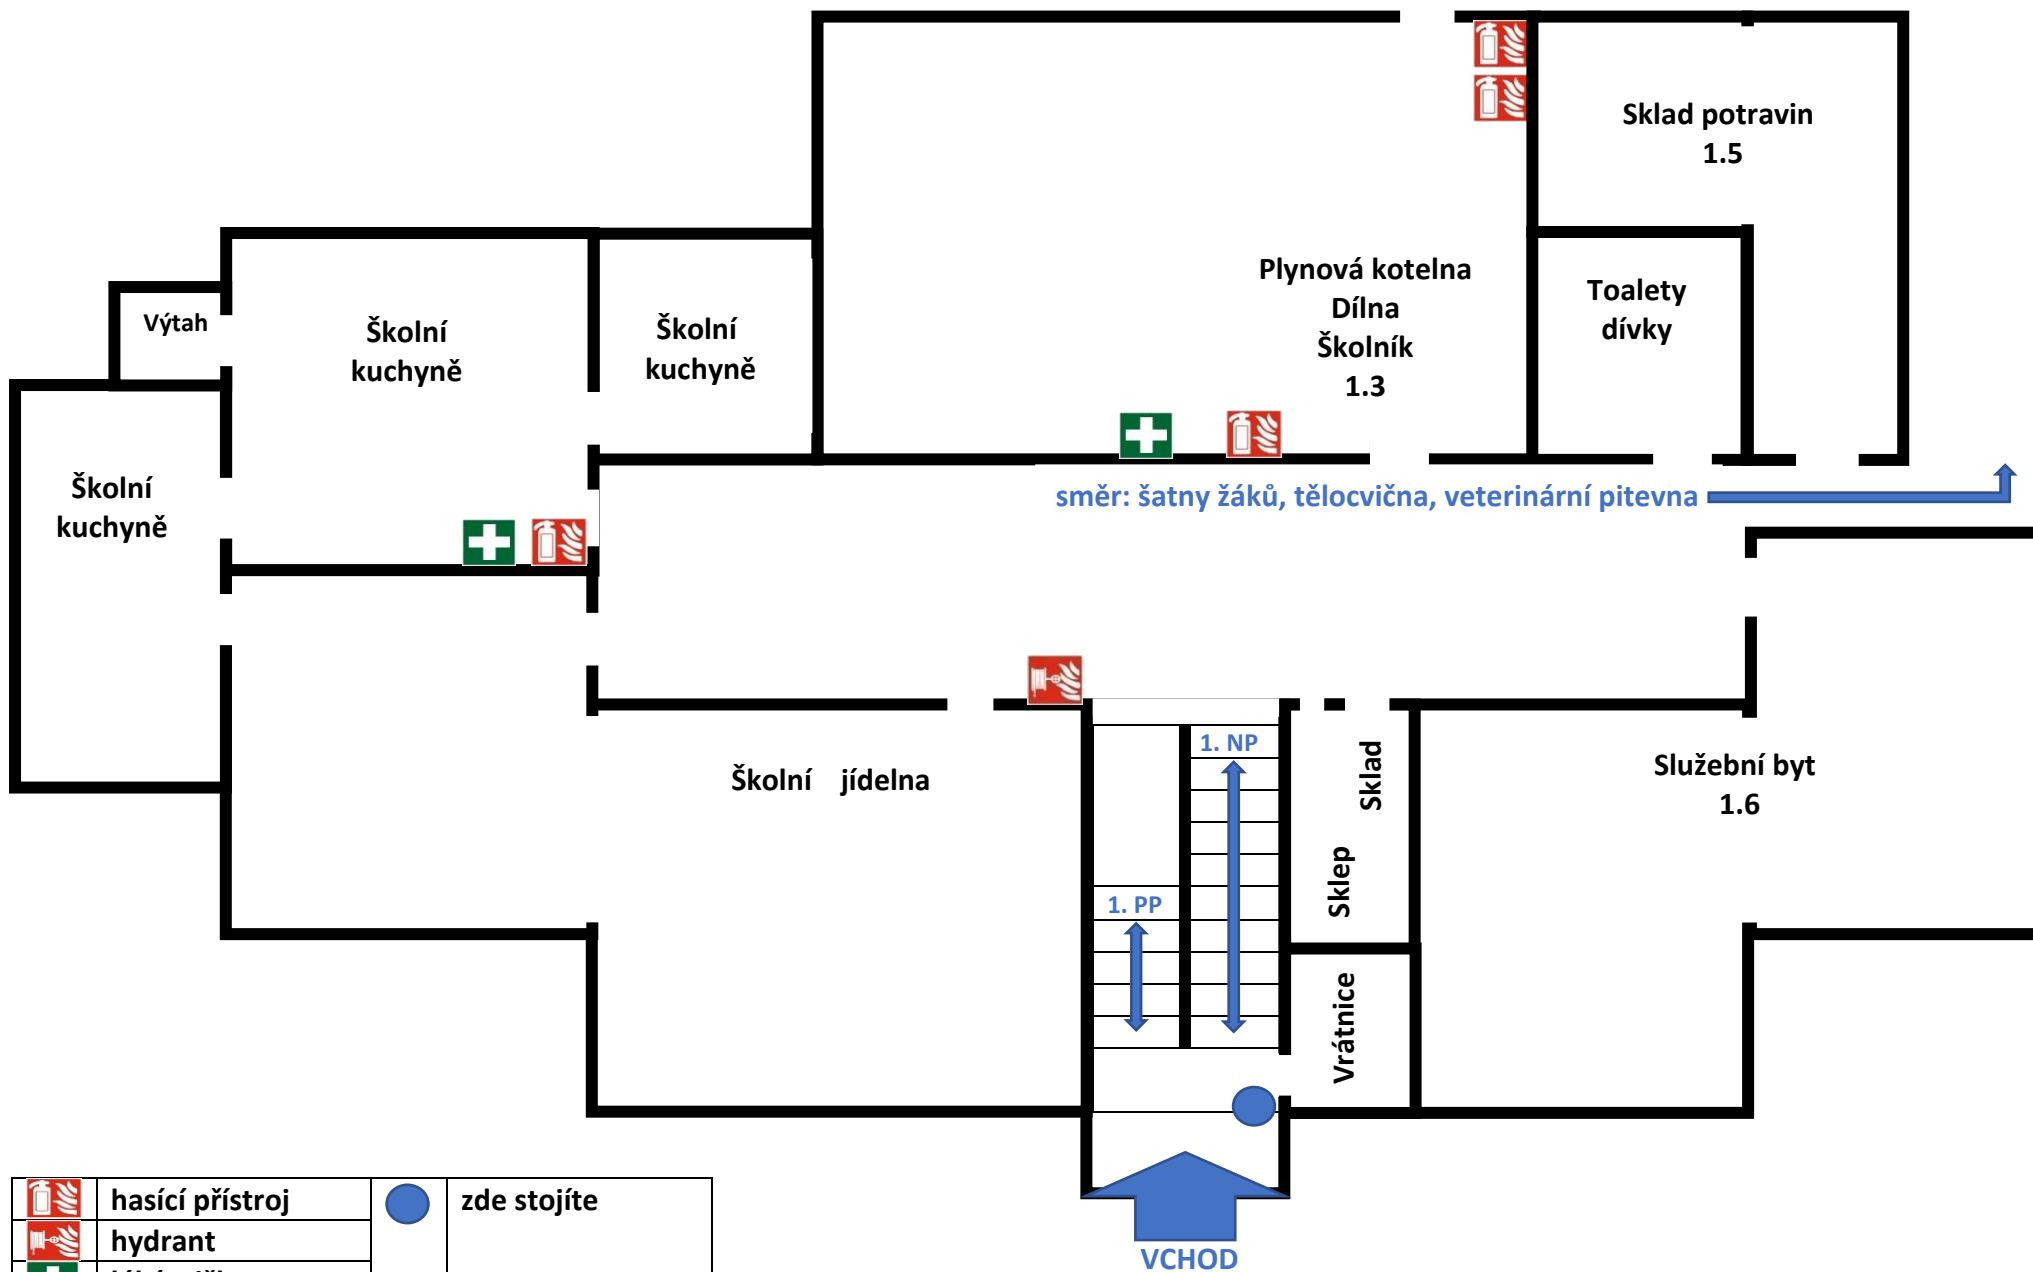 Sklad potravin
1.5
Plynová kotelna
Dílna
Školník
1.3
Toalety
dívky
Výtah
Školní
kuchyně
Školní
kuchyně
Školní
kuchyně
směr: šatny žáků, tělocvična, veterinární pitevna
Školní jídelna
1. NP
1. PP
Sklad
Sklep
Vrátnice
Služební byt
1.6
VCHOD
hasící přístroj
zde stojíte
hydrant